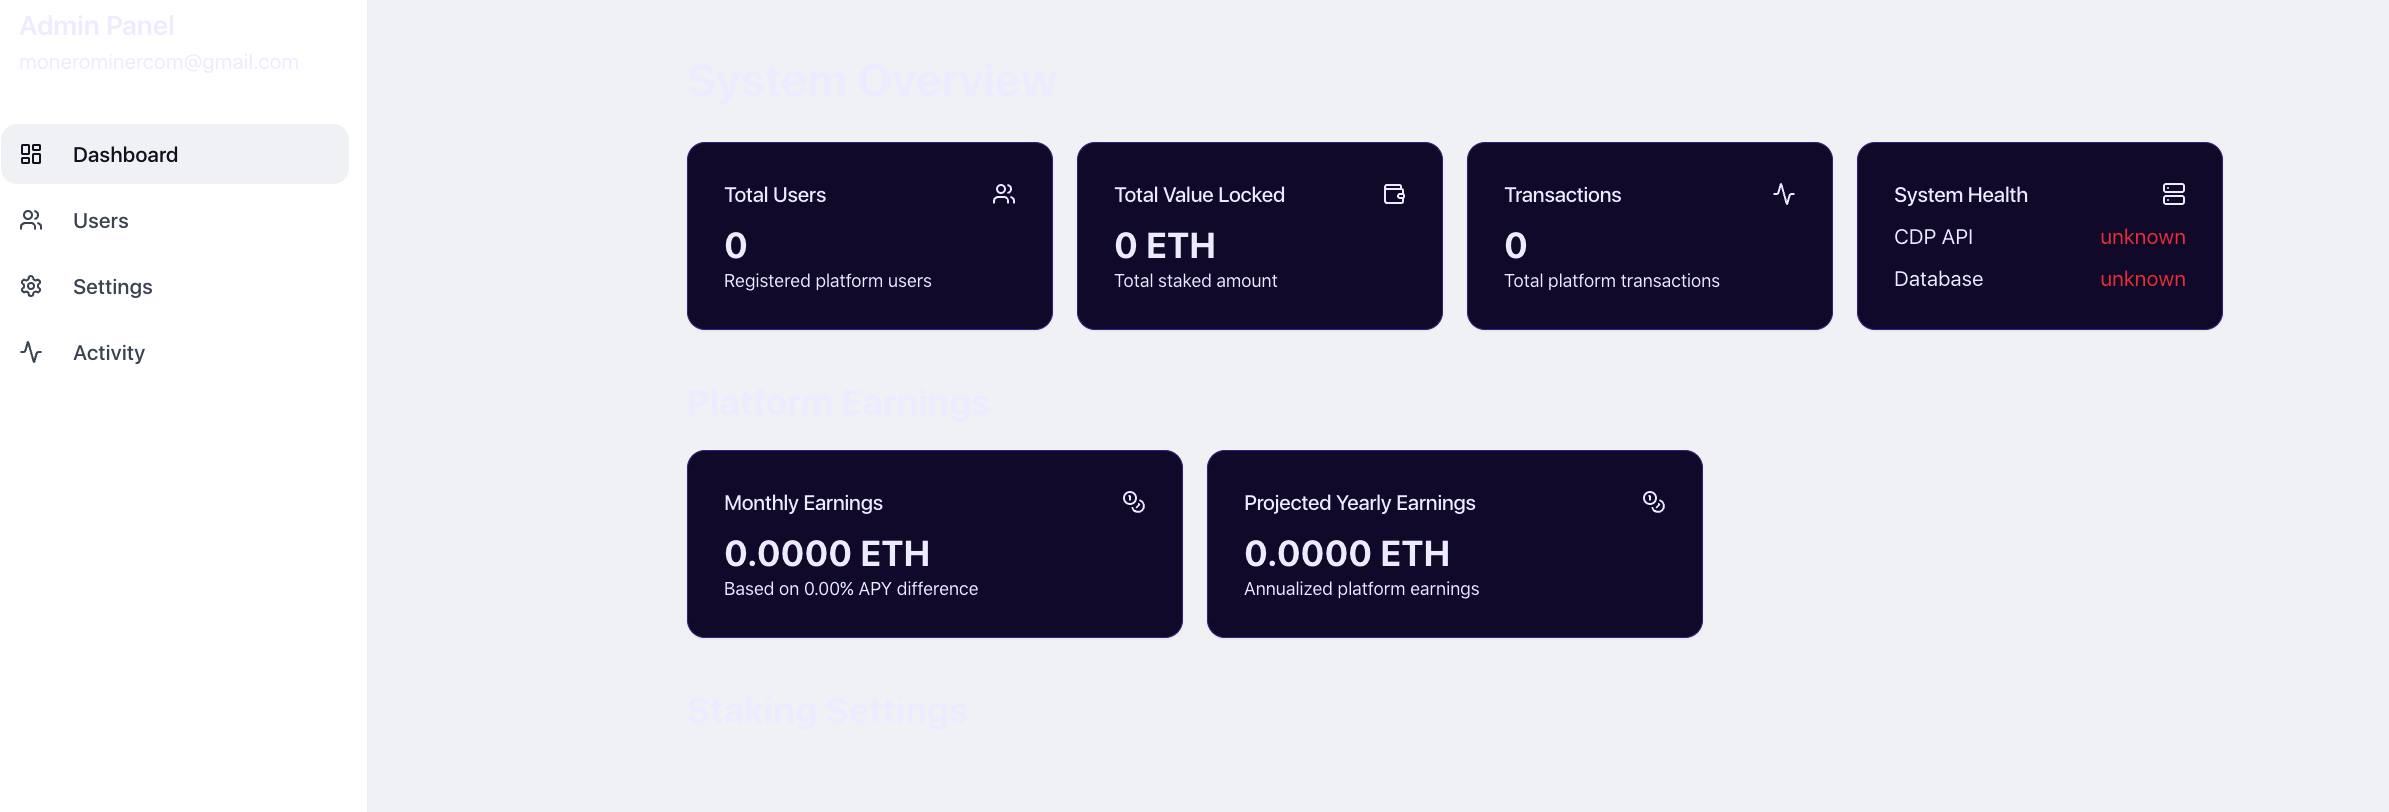 Admin Panel
monerominercom@gmail.com
Dashboard
Users
Settings
Activity
System Overview
Total Users
0
Registered platform users
Total Value Locked
0 ETH
Total staked amount
Transactions
0
Total platform transactions
System Health
CDP API unknown
Database unknown
Platform Earnings
Monthly Earnings
0.0000 ETH
Based on 0.00% APY difference
Projected Yearly Earnings
0.0000 ETH
Annualized platform earnings
Staking Settings